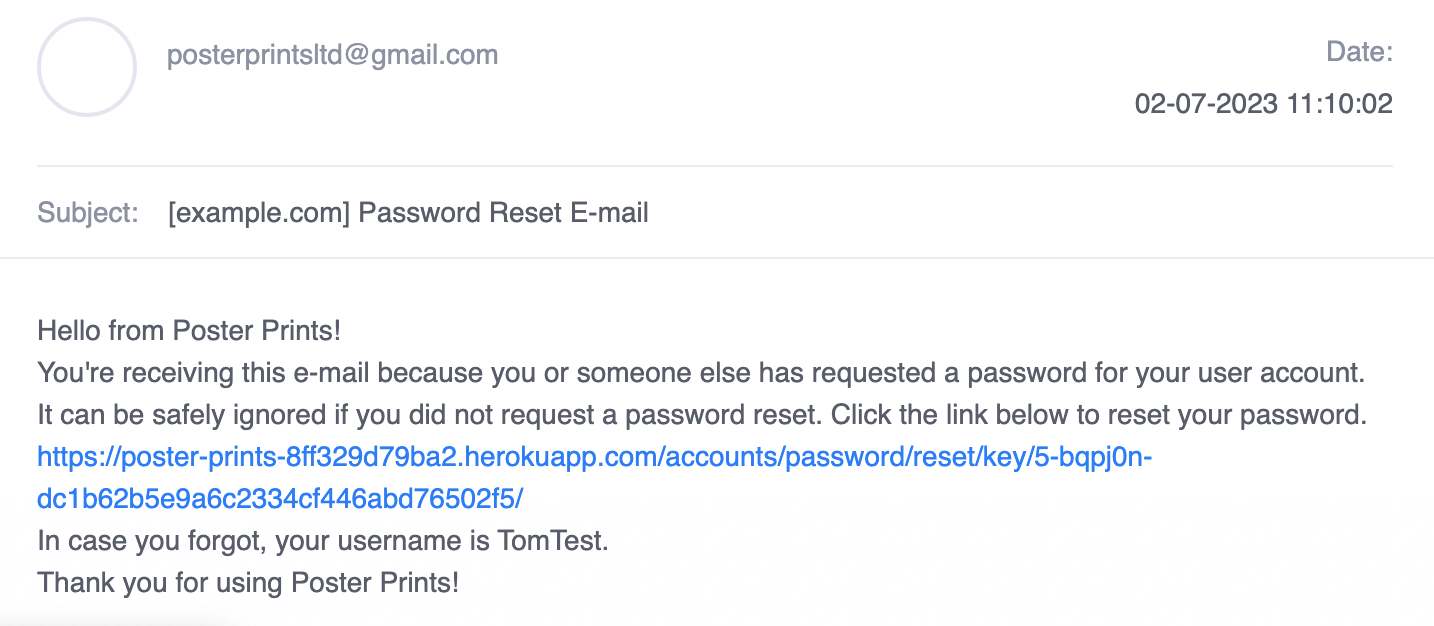 posterprintsltd@gmail.com
Date:
02-07-2023 11:10:02
Subject: [example.com] Password Reset E-mail
Hello from Poster Prints!
You're receiving this e-mail because you or someone else has requested a password for your user account.
It can be safely ignored if you did not request a password reset. Click the link below to reset your password.
https://poster-prints-8ff329d79ba2.herokuapp.com/accounts/password/reset/key/5-bqpj0n-
dc1b62b5e9a6c2334cf446abd76502f5/
In case you forgot, your username is TomTest.
Thank you for using Poster Prints!